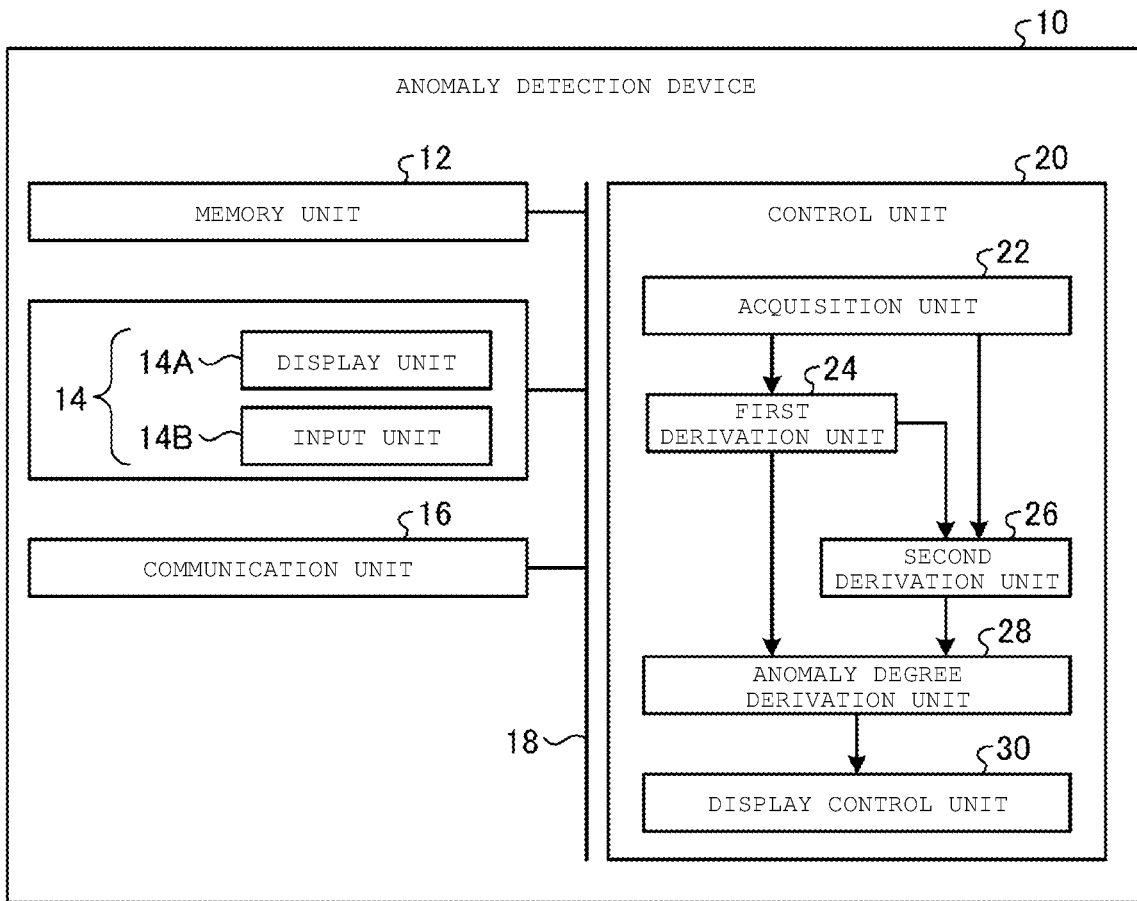 10
ANOMALY DETECTION DEVICE
12
MEMORY UNIT
14
14A
DISPLAY UNIT
14B
INPUT UNIT
16
COMMUNICATION UNIT
18
20
CONTROL UNIT
22
ACQUISITION UNIT
24
FIRST
DERIVATION UNIT
26
SECOND
DERIVATION UNIT
28
ANOMALY DEGREE
DERIVATION UNIT
30
DISPLAY CONTROL UNIT